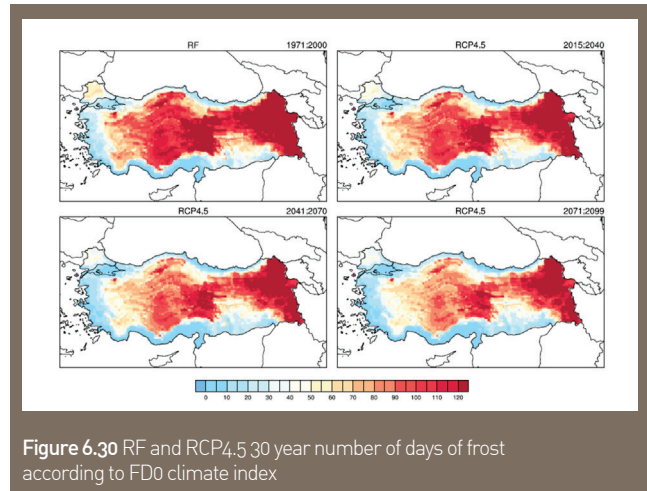 RF 1971:2000
RCP4.5 2015:2040
RCP4.5 2041:2070
RCP4.5 2071:2099
0 10 20 30 40 50 60 70 80 90 100 110 120
Figure 6.30 RF and RCP4.5 30 year number of days of frost
according to FD0 climate index